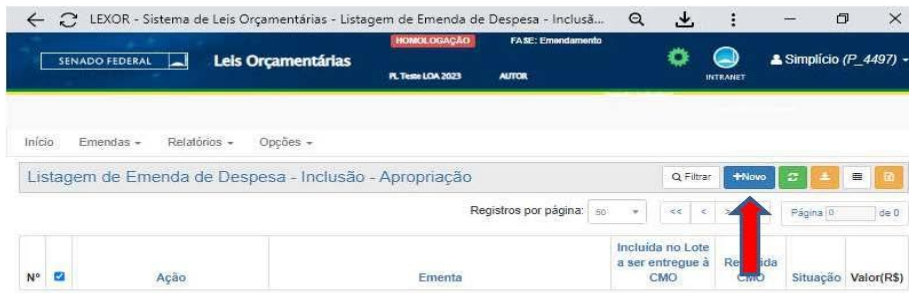 LEXOR - Sistema de Leis Orçamentárias - Listagem de Emenda de Despesa - Inclusã...
HOMOLOGAÇÃO FASE: Emendamento
SENADO FEDERAL Leis Orçamentárias Simplício (P_4497)
PL Teste LOA 2023 AUTOR INTRANET
Início Emendas Relatórios Opções
Listagem de Emenda de Despesa - Inclusão - Apropriação Filtrar +Novo
Registros por página: 50 << < Página 0 de 0
Incluída no Lote
a ser entregue à
Nº Ação Ementa CMO CMO Situação Valor(R$)